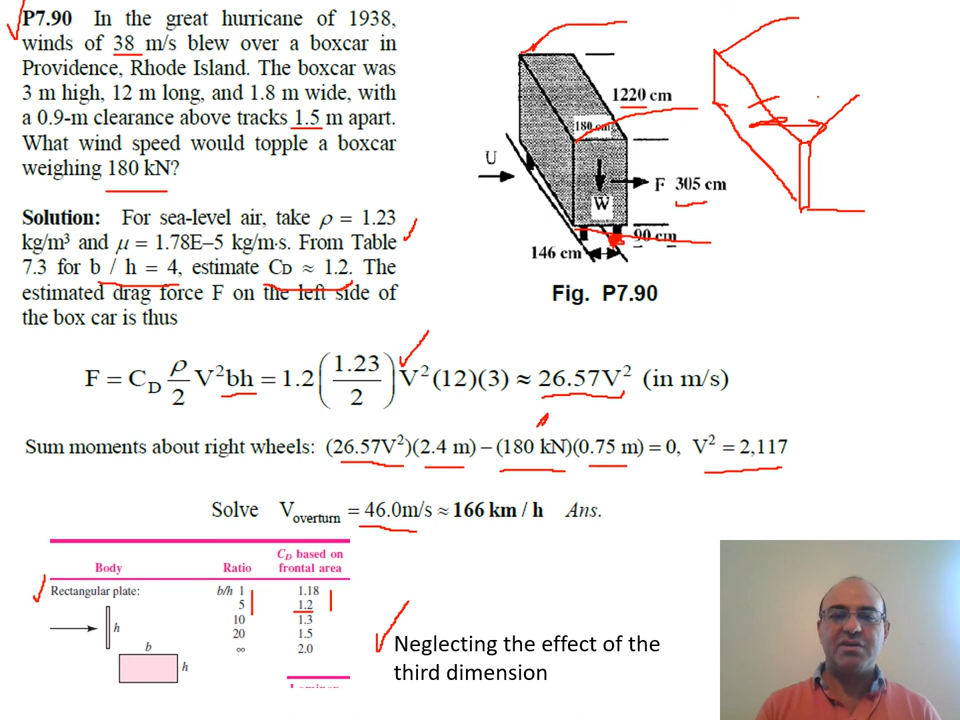 P7.90 In the great hurricane of 1938,
winds of 38 m/s blew over a boxcar in
Providence, Rhode Island. The boxcar was
3 m high, 12 m long, and 1.8 m wide, with
a 0.9-m clearance above tracks 1.5 m apart.
What wind speed would topple a boxcar
weighing 180 kN?
Solution: For sea-level air, take ρ = 1.23
kg/m³ and μ = 1.78E−5 kg/m·s. From Table
7.3 for b / h = 4, estimate C_D ≈ 1.2. The
estimated drag force F on the left side of
the box car is thus
1220 cm
180 cm
U
F 305 cm
W
90 cm
146 cm
Fig. P7.90
F = C_D ρ/2 V²bh = 1.2 (1.23/2) V² (12)(3) ≈ 26.57V² (in m/s)
Sum moments about right wheels: (26.57V²)(2.4 m) − (180 kN)(0.75 m) = 0, V² = 2,117
Solve V_overturn = 46.0m/s ≈ 166 km / h Ans.
C_D based on
Body Ratio frontal area
Rectangular plate: b/h 1 1.18
5 1.2
10 1.3
20 1.5
∞ 2.0
h
b
h
Neglecting the effect of the
third dimension